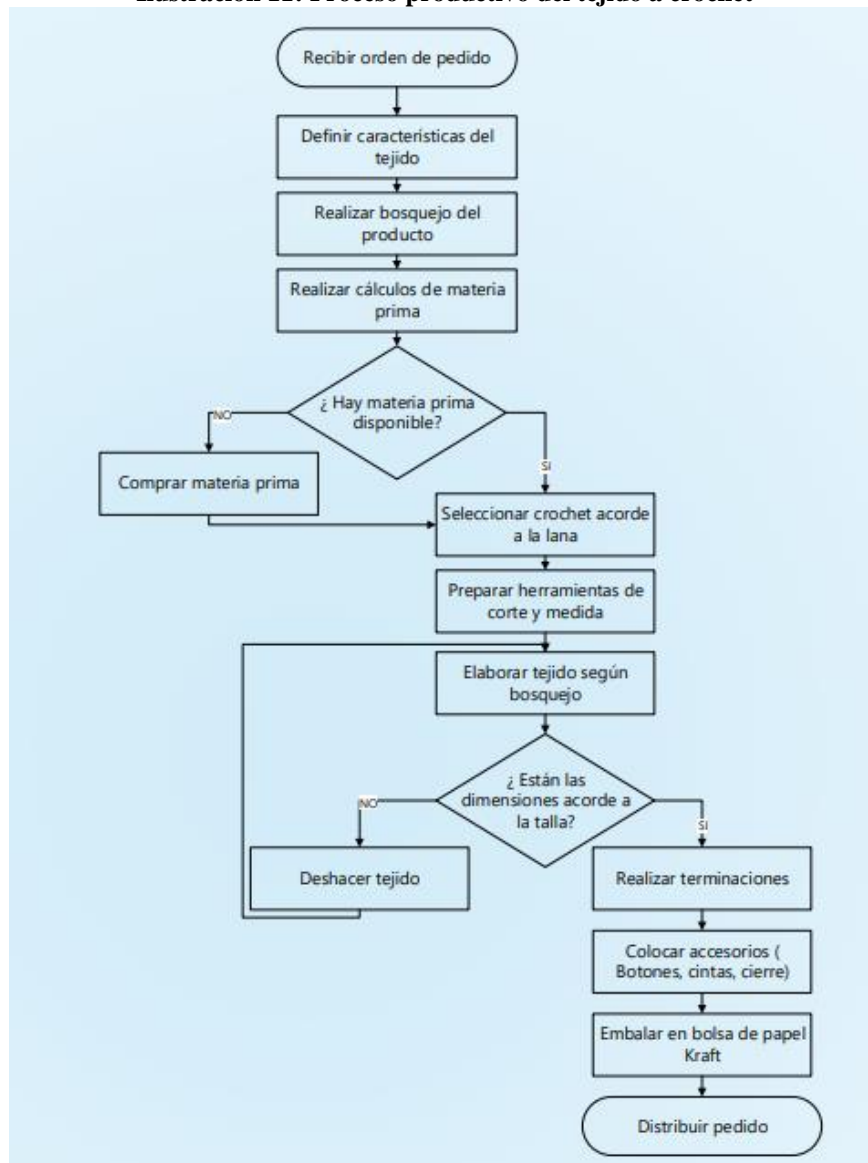 Recibir orden de pedido
Definir características del
tejido
Realizar bosquejo del
producto
Realizar cálculos de materia
prima
¿ Hay materia prima
disponible?
NO
SI
Comprar materia prima
Seleccionar crochet acorde
a la lana
Preparar herramientas de
corte y medida
Elaborar tejido según
bosquejo
¿ Están las
dimensiones acorde a
la talla?
NO
SI
Deshacer tejido
Realizar terminaciones
Colocar accesorios (
Botones, cintas, cierre)
Embalar en bolsa de papel
Kraft
Distribuir pedido